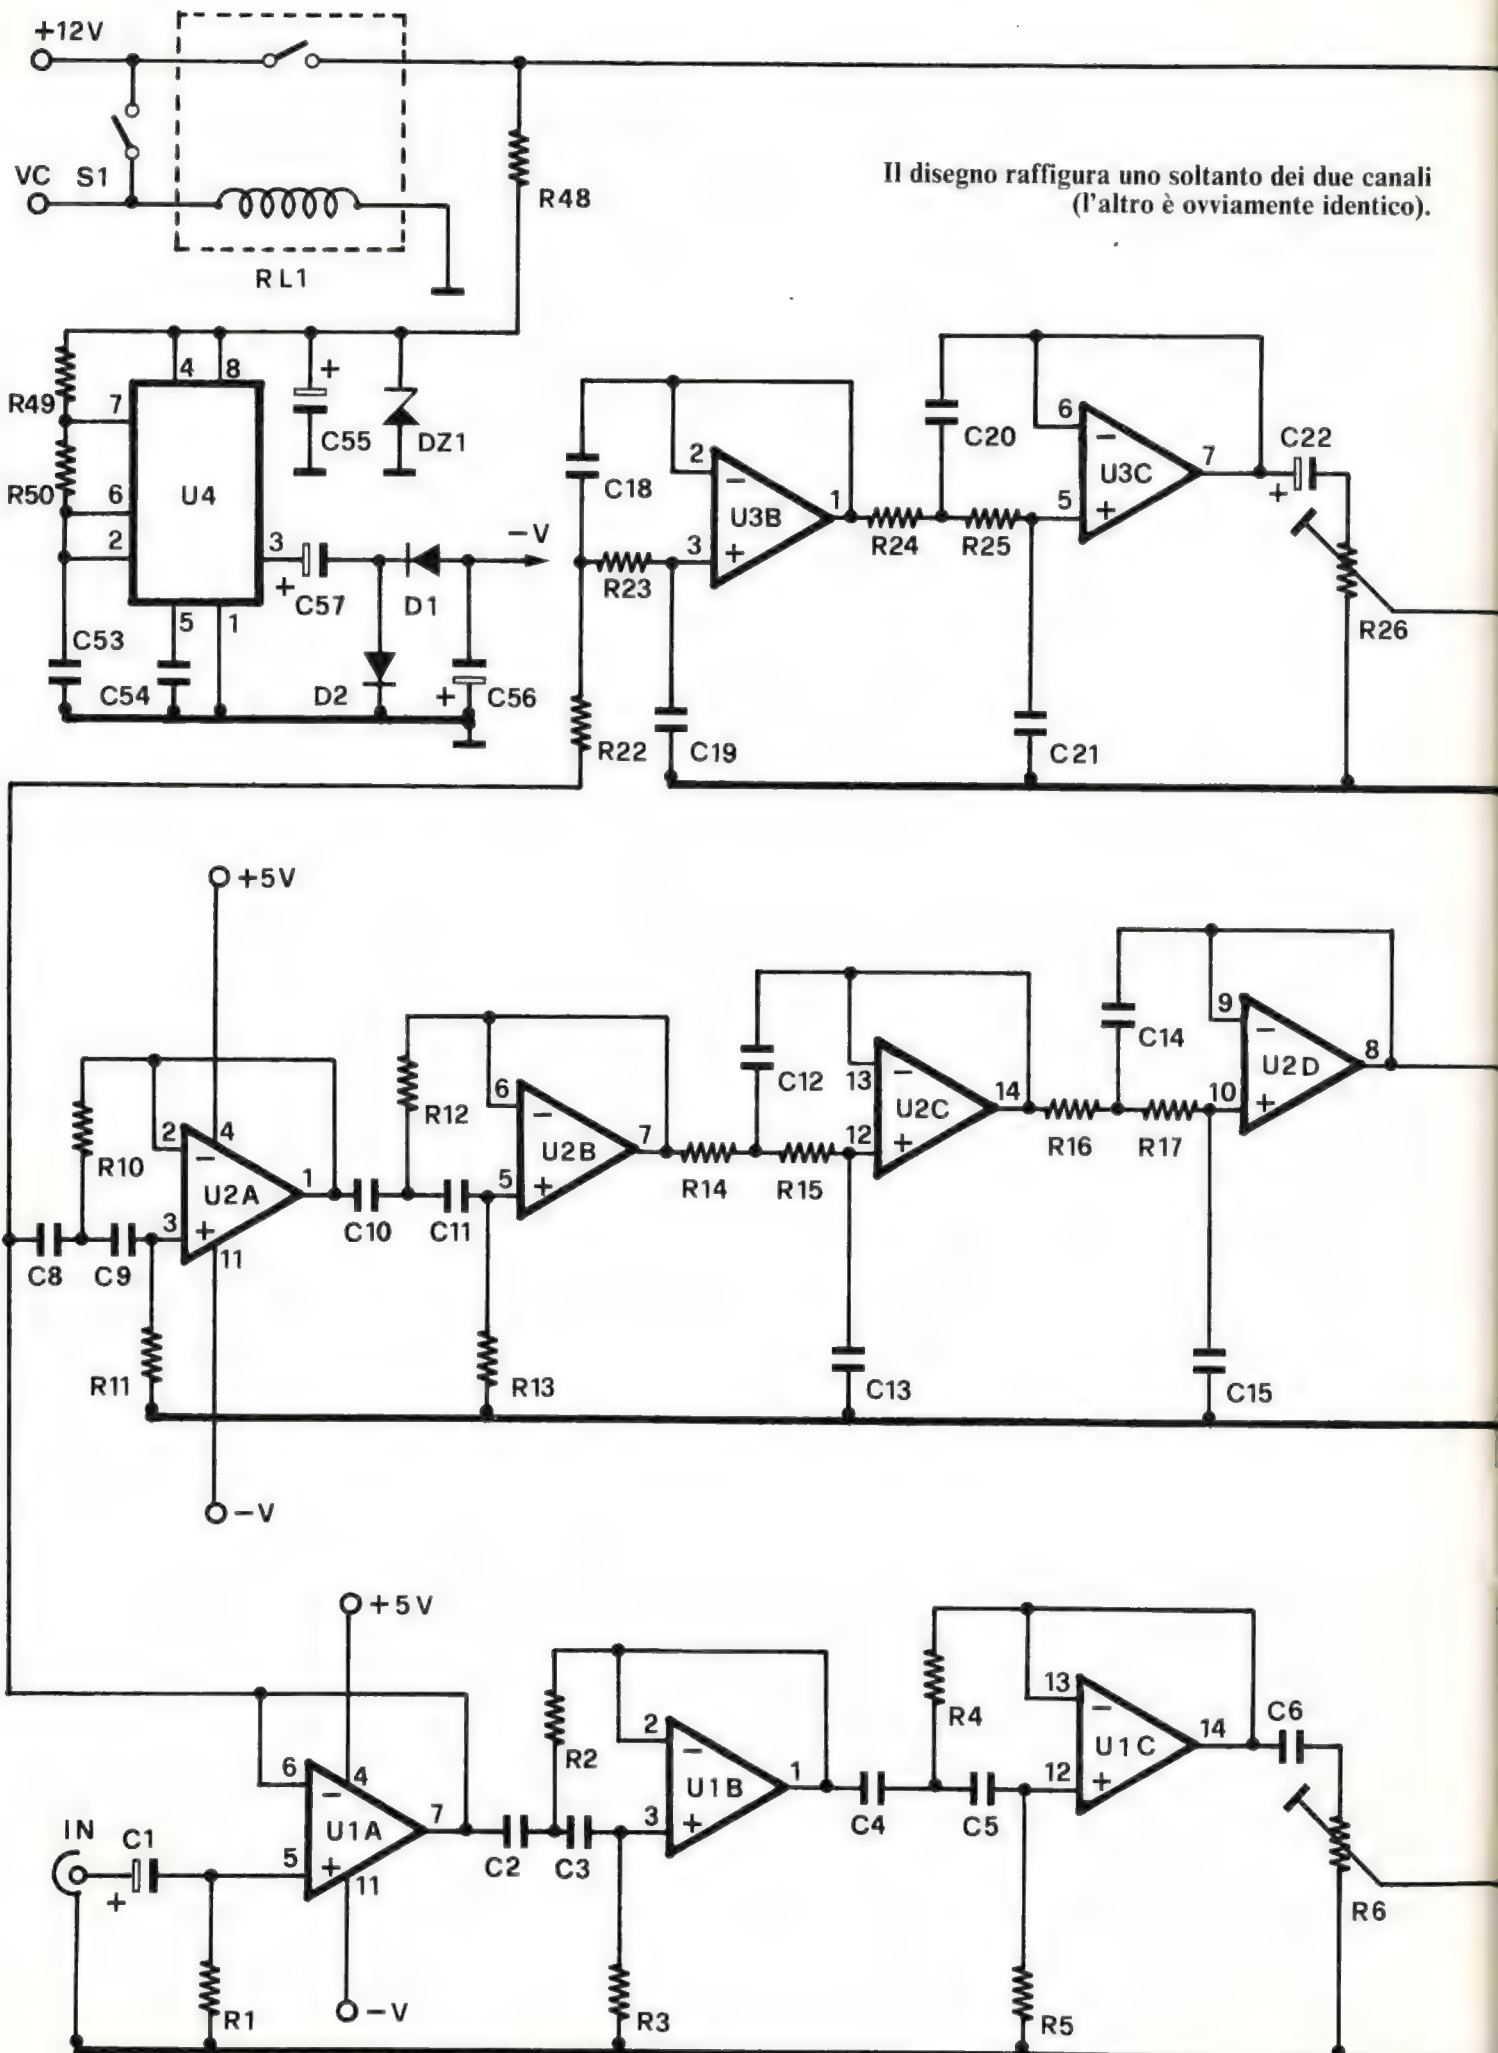 +12V
VC S1
RL1
R48
Il disegno raffigura uno soltanto dei due canali
(l'altro è ovviamente identico).
4 8
R49 7
R50 6
2
U4
3
5 1
C55
DZ1
C57
D1
-V
C53
C54
D2
C56
+
+
+
C18
2
-
U3B
1
3
+
R23
R22
C19
R24
R25
C20
6
-
U3C
7
5
+
C21
C22
+
R26
+5V
R10
2
4
-
U2A
1
3
+
11
C8
C9
R11
-V
R12
C10
C11
6
-
U2B
7
5
+
R13
R14
R15
C12
13
-
U2C
14
12
+
C13
R16
R17
C14
9
-
U2D
8
10
+
C15
+5V
6
4
-
U1A
7
5
+
11
IN
C1
+
R1
-V
C2
C3
R2
2
-
U1B
1
3
+
R3
C4
C5
R4
13
-
U1C
14
12
+
R5
C6
R6